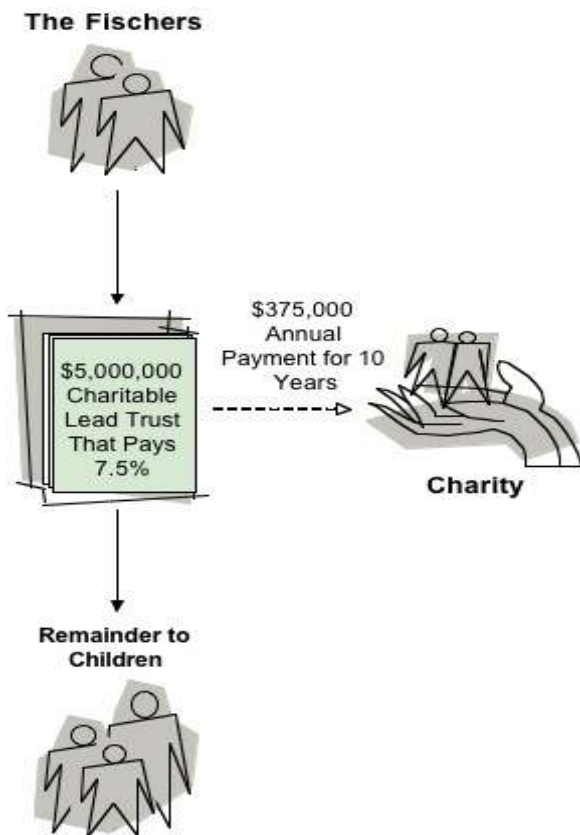 The Fischers
$375,000
Annual
Payment for 10
Years
$5,000,000
Charitable
Lead Trust
That Pays
7.5%
Charity
Remainder to
Children